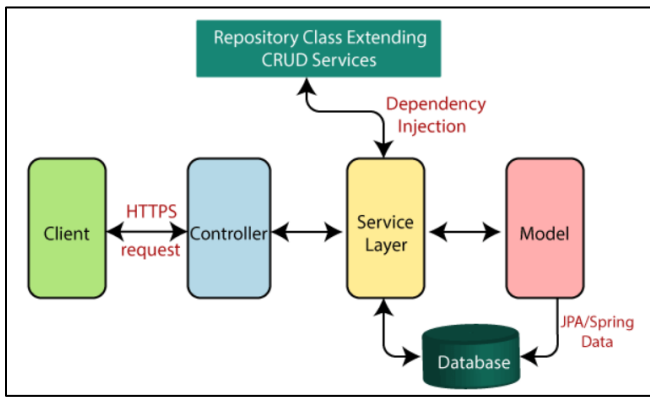 Repository Class Extending
CRUD Services
Dependency
Injection
HTTPS
request
Client
Controller
Service
Layer
Model
JPA/Spring
Data
Database